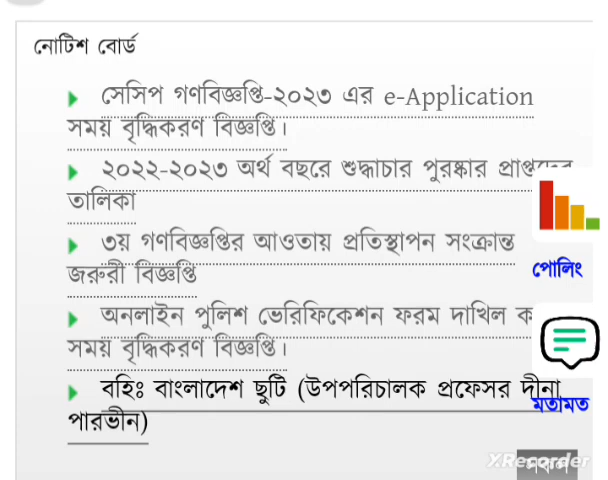 নোটিশ বোর্ড
সেসিপ গণবিজ্ঞপ্তি-২০২৩ এর e-Application
সময় বৃদ্ধিকরণ বিজ্ঞপ্তি।
২০২২-২০২৩ অর্থ বছরে শুদ্ধাচার পুরষ্কার
তালিকা
৩য় গণবিজ্ঞপ্তির আওতায় প্রতিস্থাপন সংক্রান্ত
জরুরী বিজ্ঞপ্তি
পোলিং
অনলাইন পুলিশ ভেরিফিকেশন ফরম দাখিল ক
সময় বৃদ্ধিকরণ বিজ্ঞপ্তি।
বহিঃ বাংলাদেশ ছুটি (উপপরিচালক প্রফেসর দীনা
মতামত
পারভীন)
XRecorder
সকল